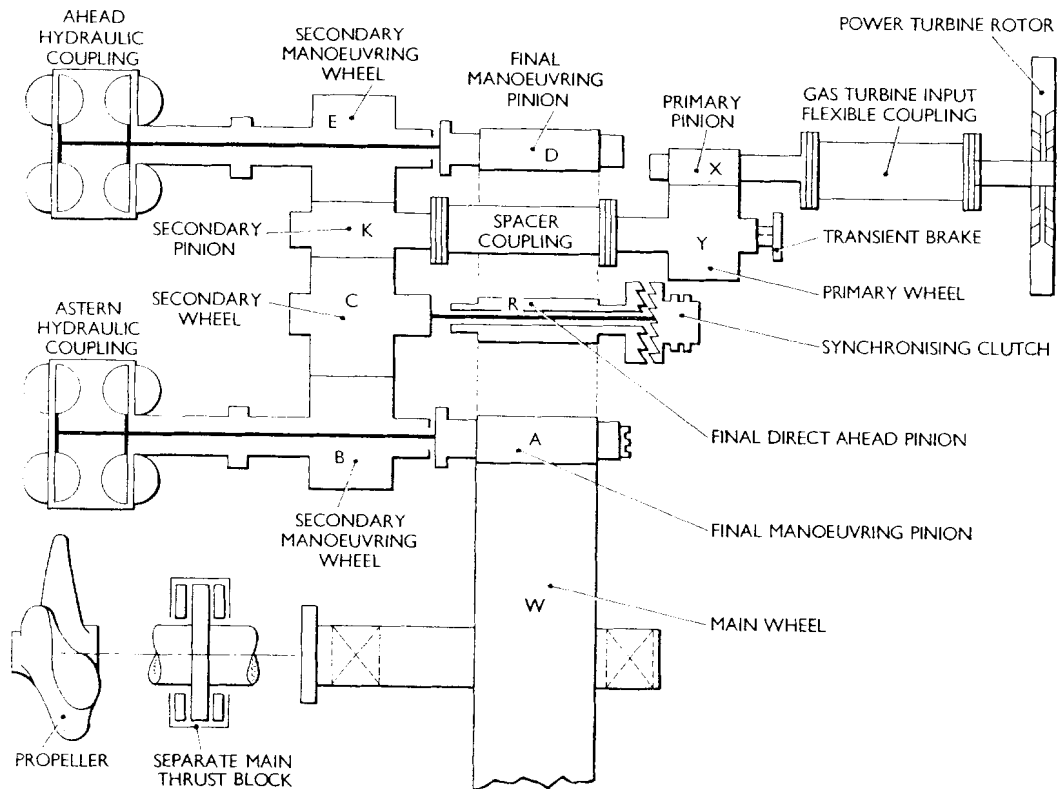 AHEAD
HYDRAULIC
COUPLING
SECONDARY
MANOEUVRING
WHEEL
FINAL
MANOEUVRING
PINION
PRIMARY
PINION
GAS TURBINE INPUT
FLEXIBLE COUPLING
POWER TURBINE ROTOR
E
D
X
SECONDARY
PINION
K
SPACER
COUPLING
Y
TRANSIENT BRAKE
PRIMARY WHEEL
SECONDARY
WHEEL
C
R
SYNCHRONISING CLUTCH
ASTERN
HYDRAULIC
COUPLING
FINAL DIRECT AHEAD PINION
A
B
SECONDARY
MANOEUVRING
WHEEL
FINAL MANOEUVRING PINION
W
MAIN WHEEL
PROPELLER
SEPARATE MAIN
THRUST BLOCK